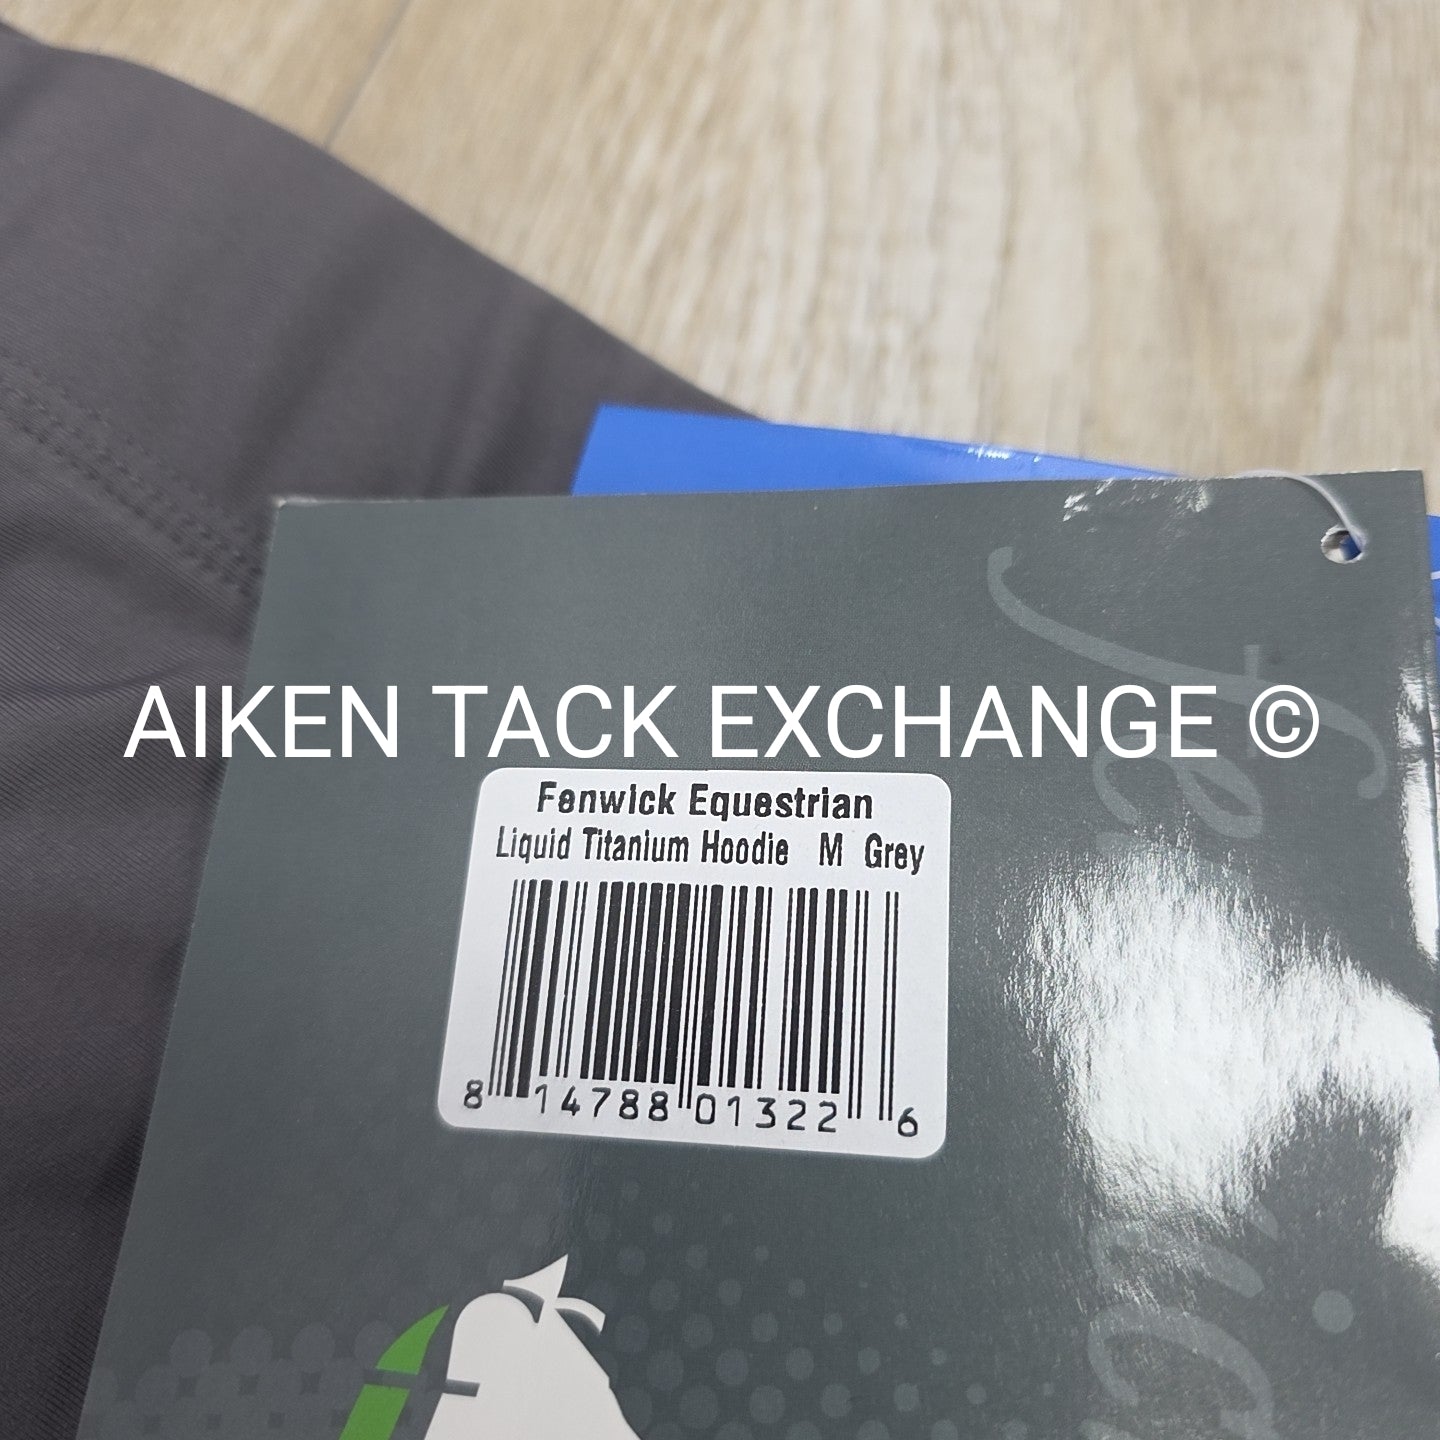 AIKEN TACK EXCHANGE ©
Fenwick Equestrian
Liquid Titanium Hoodie M Grey
8 14788 01322 6